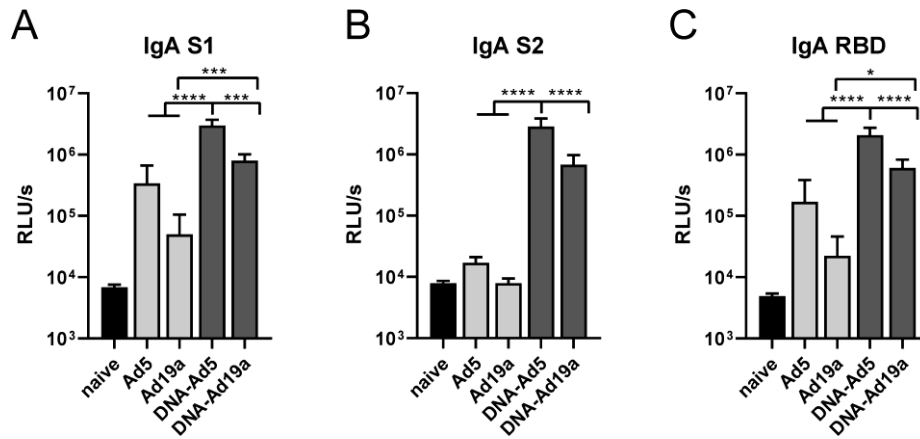 A
IgA S1
***
**** ***
RLU/s
10⁷
10⁶
10⁵
10⁴
10³
naive
Ad5
Ad19a
DNA-Ad5
DNA-Ad19a
B
IgA S2
**** ****
RLU/s
10⁷
10⁶
10⁵
10⁴
10³
naive
Ad5
Ad19a
DNA-Ad5
DNA-Ad19a
C
IgA RBD
*
**** ****
RLU/s
10⁷
10⁶
10⁵
10⁴
10³
naive
Ad5
Ad19a
DNA-Ad5
DNA-Ad19a